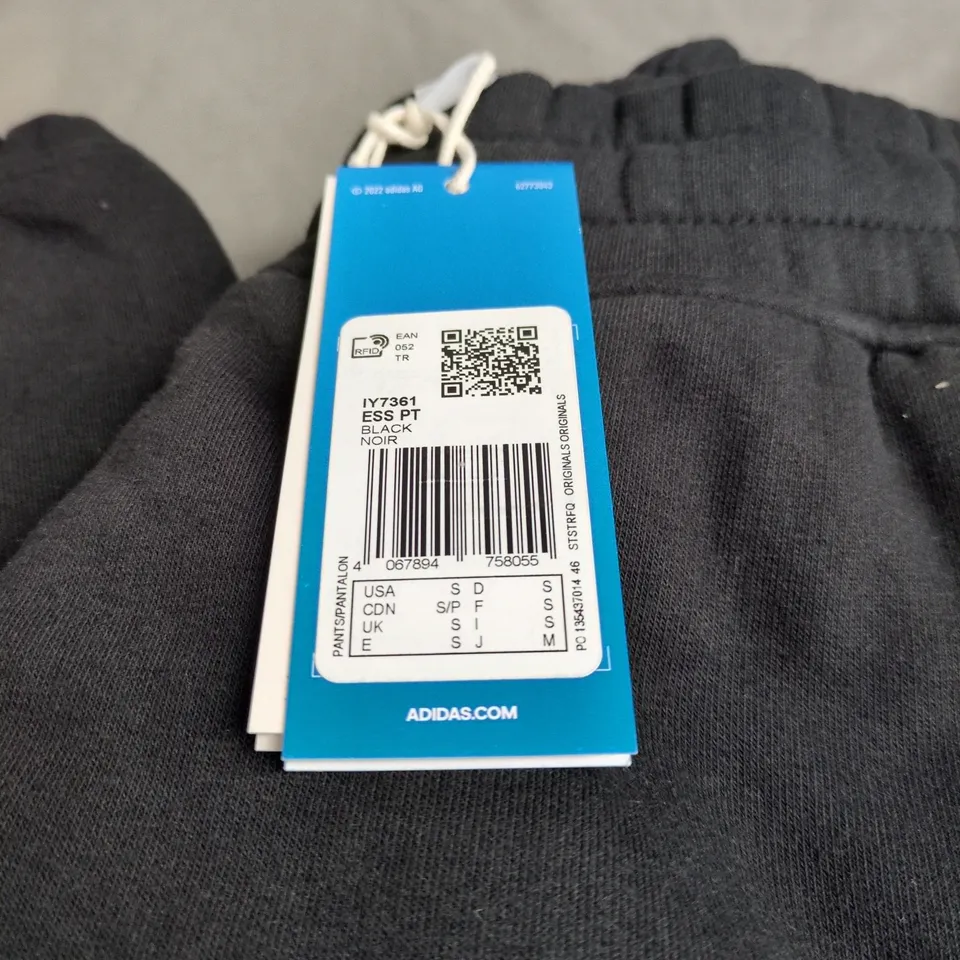 © 2022 adidas AG
62773943
RFID
EAN
052
TR
IY7361
ESS PT
BLACK
NOIR
4 067894 758055
USA S D S
CDN S/P F S
UK S I S
E S J M
PANTS/PANTALON
PO 135437014 46 STSTRFQ ORIGINALS ORIGINALS
ADIDAS.COM